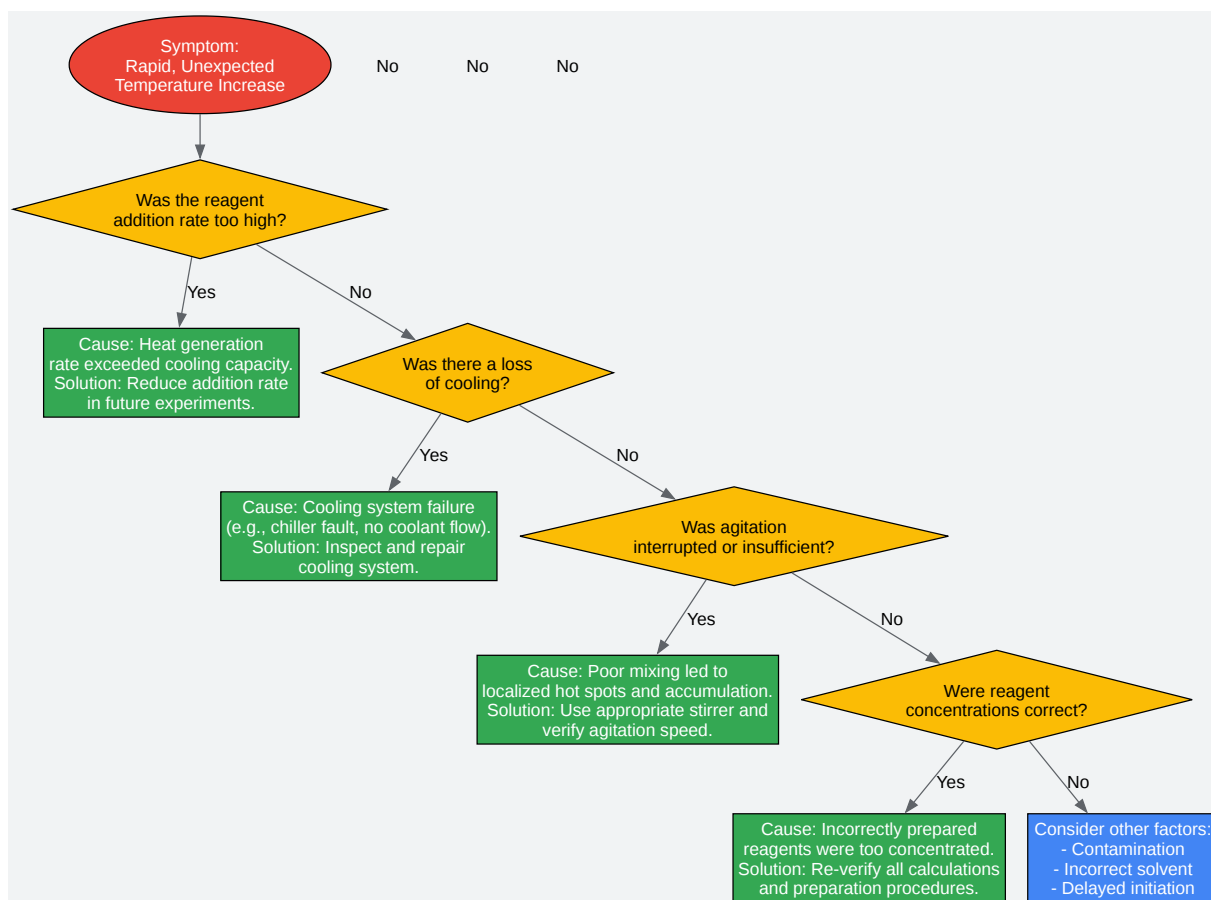 Symptom:
Rapid, Unexpected
Temperature Increase
No
No
No
Was the reagent
addition rate too high?
Yes
No
Cause: Heat generation
rate exceeded cooling capacity.
Solution: Reduce addition rate
in future experiments.
Was there a loss
of cooling?
Yes
No
Cause: Cooling system failure
(e.g., chiller fault, no coolant flow).
Solution: Inspect and repair
cooling system.
Was agitation
interrupted or insufficient?
Yes
No
Cause: Poor mixing led to
localized hot spots and accumulation.
Solution: Use appropriate stirrer and
verify agitation speed.
Were reagent
concentrations correct?
Yes
No
Cause: Incorrectly prepared
reagents were too concentrated.
Solution: Re-verify all calculations
and preparation procedures.
Consider other factors:
- Contamination
- Incorrect solvent
- Delayed initiation